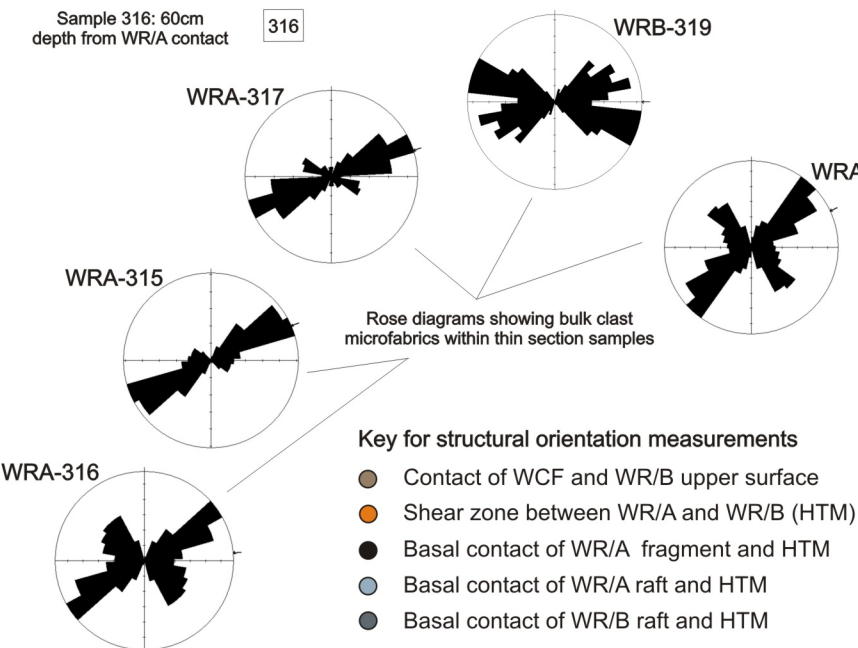 Sample 316: 60cm
depth from WR/A contact
316
WRB-319
WRA-317
WRA
WRA-315
Rose diagrams showing bulk clast
microfabrics within thin section samples
WRA-316
Key for structural orientation measurements
Contact of WCF and WR/B upper surface
Shear zone between WR/A and WR/B (HTM)
Basal contact of WR/A fragment and HTM
Basal contact of WR/A raft and HTM
Basal contact of WR/B raft and HTM